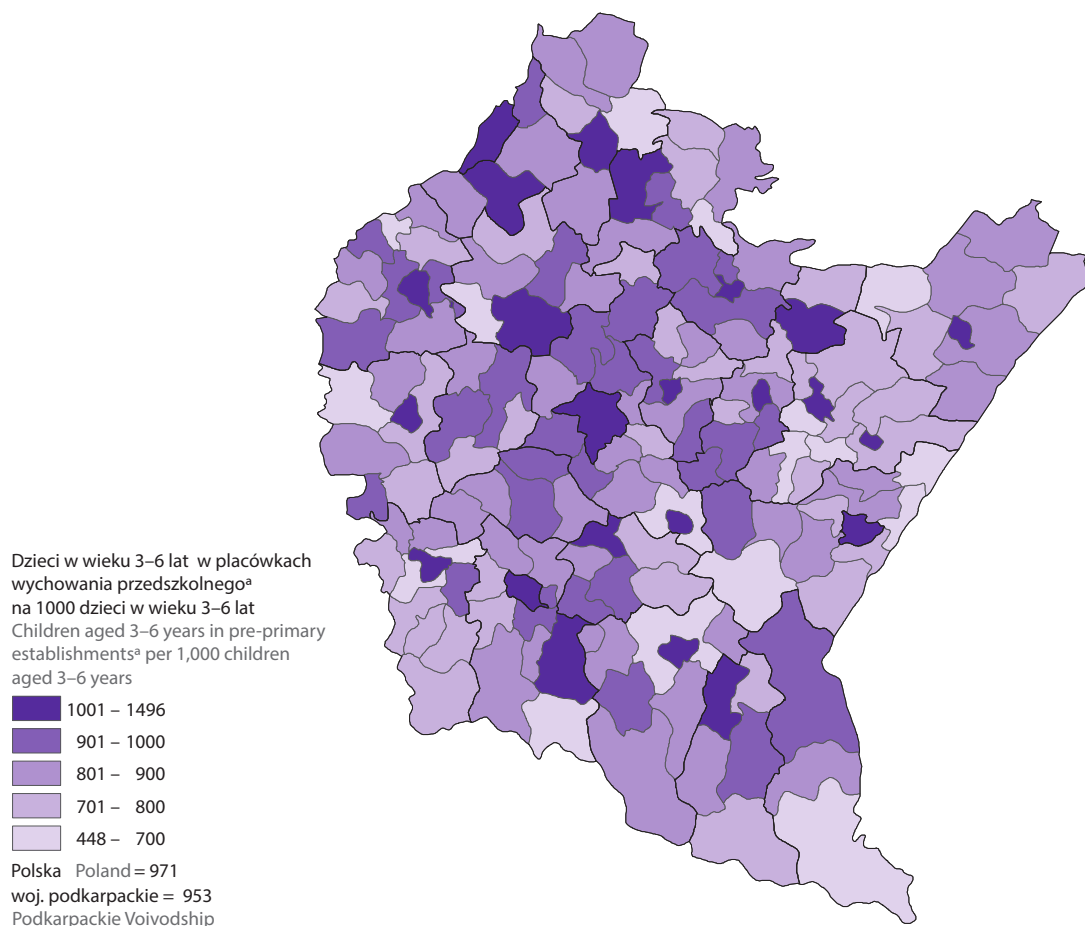 Dzieci w wieku 3–6 lat w placówkach
wychowania przedszkolnegoᵃ
na 1000 dzieci w wieku 3–6 lat
Children aged 3–6 years in pre-primary
establishmentsᵃ per 1,000 children
aged 3–6 years
1001 – 1496
901 – 1000
801 – 900
701 – 800
448 – 700
Polska Poland = 971
woj. podkarpackie = 953
Podkarpackie Voivodship